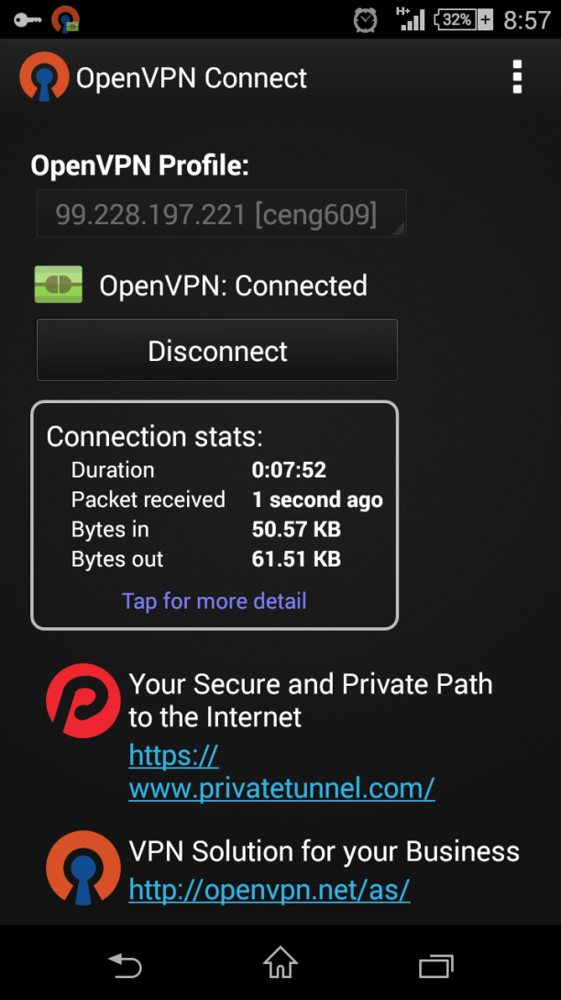 H+ 32% 8:57
OpenVPN Connect
OpenVPN Profile:
99.228.197.221 [ceng609]
OpenVPN: Connected
Disconnect
Connection stats:
Duration 0:07:52
Packet received 1 second ago
Bytes in 50.57 KB
Bytes out 61.51 KB
Tap for more detail
Your Secure and Private Path
to the Internet
https://
www.privatetunnel.com/
VPN Solution for your Business
http://openvpn.net/as/